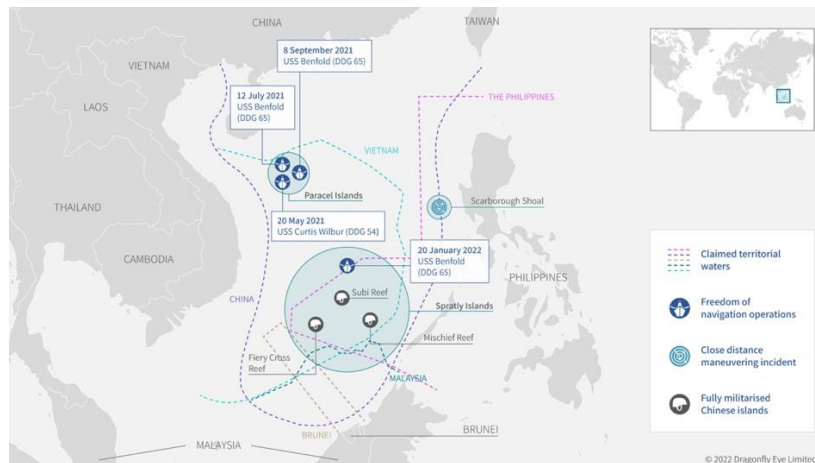 CHINA
TAIWAN
8 September 2021
USS Benfold (DDG 65)
VIETNAM
12 July 2021
USS Benfold
(DDG 65)
THE PHILIPPINES
LAOS
VIETNAM
Paracel Islands
Scarborough Shoal
THAILAND
20 May 2021
USS Curtis Wilbur (DDG 54)
20 January 2022
USS Benfold
(DDG 65)
CAMBODIA
PHILIPPINES
CHINA
Subi Reef
Spratly Islands
Mischief Reef
Fiery Cross
Reef
MALAYSIA
BRUNEI
BRUNEI
MALAYSIA
Claimed territorial
waters
Freedom of
navigation operations
Close distance
maneuvering incident
Fully militarised
Chinese islands
© 2022 Dragonfly Eye Limited